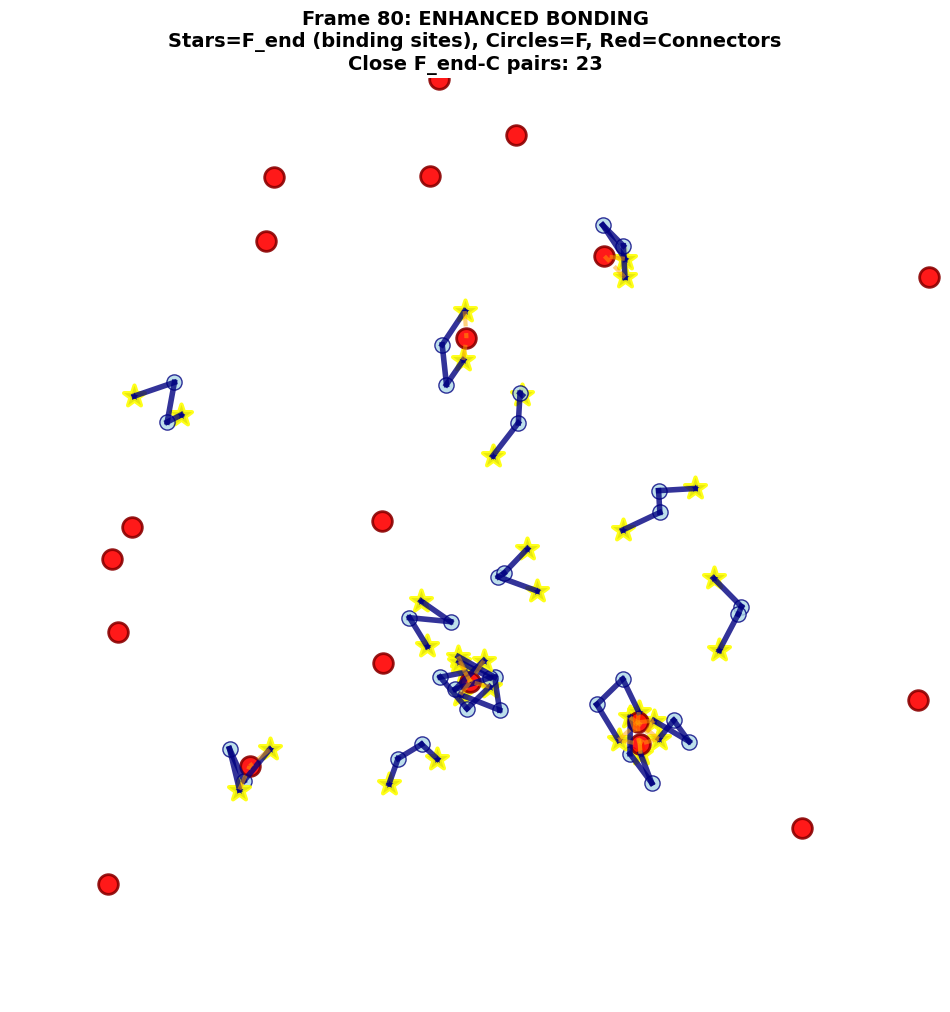 Frame 80: ENHANCED BONDING
Stars=F_end (binding sites), Circles=F, Red=Connectors
Close F_end-C pairs: 23